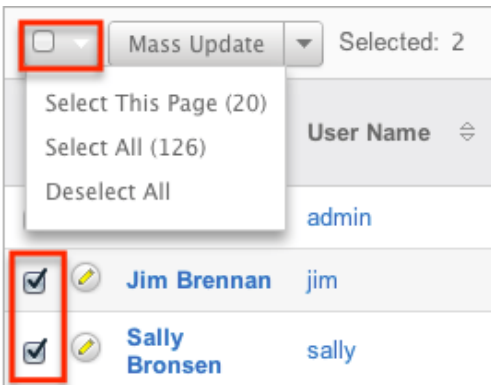 Mass Update Selected: 2
Select This Page (20)
Select All (126)
Deselect All
User Name
admin
Jim Brennan jim
Sally Bronsen sally